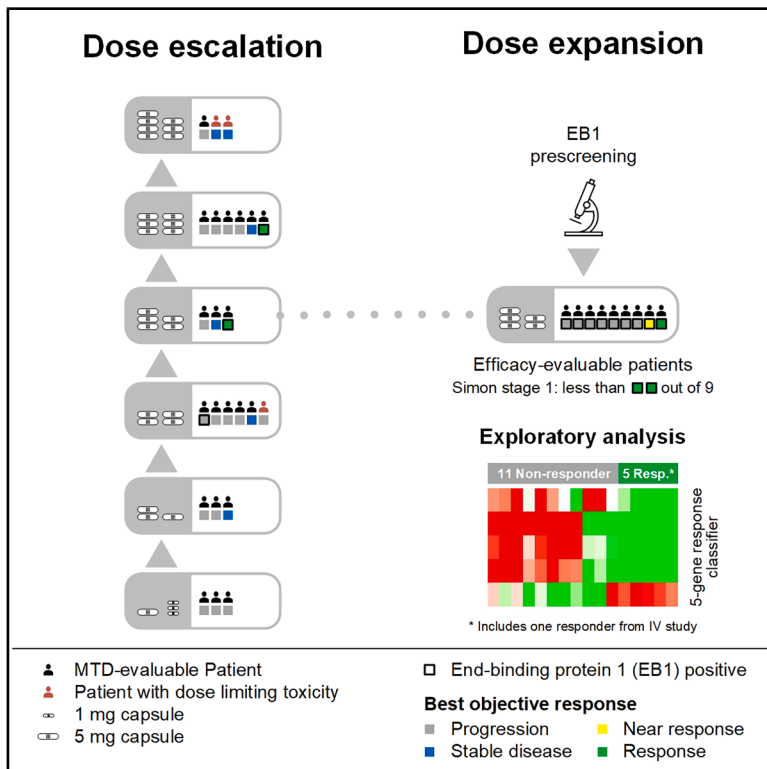 Dose escalation
Dose expansion
EB1
prescreening
Efficacy-evaluable patients
Simon stage 1: less than out of 9
Exploratory analysis
11 Non-responder
5 Resp.*
5-gene response
classifier
* Includes one responder from IV study
MTD-evaluable Patient
Patient with dose limiting toxicity
1 mg capsule
5 mg capsule
End-binding protein 1 (EB1) positive
Best objective response
Progression
Near response
Stable disease
Response